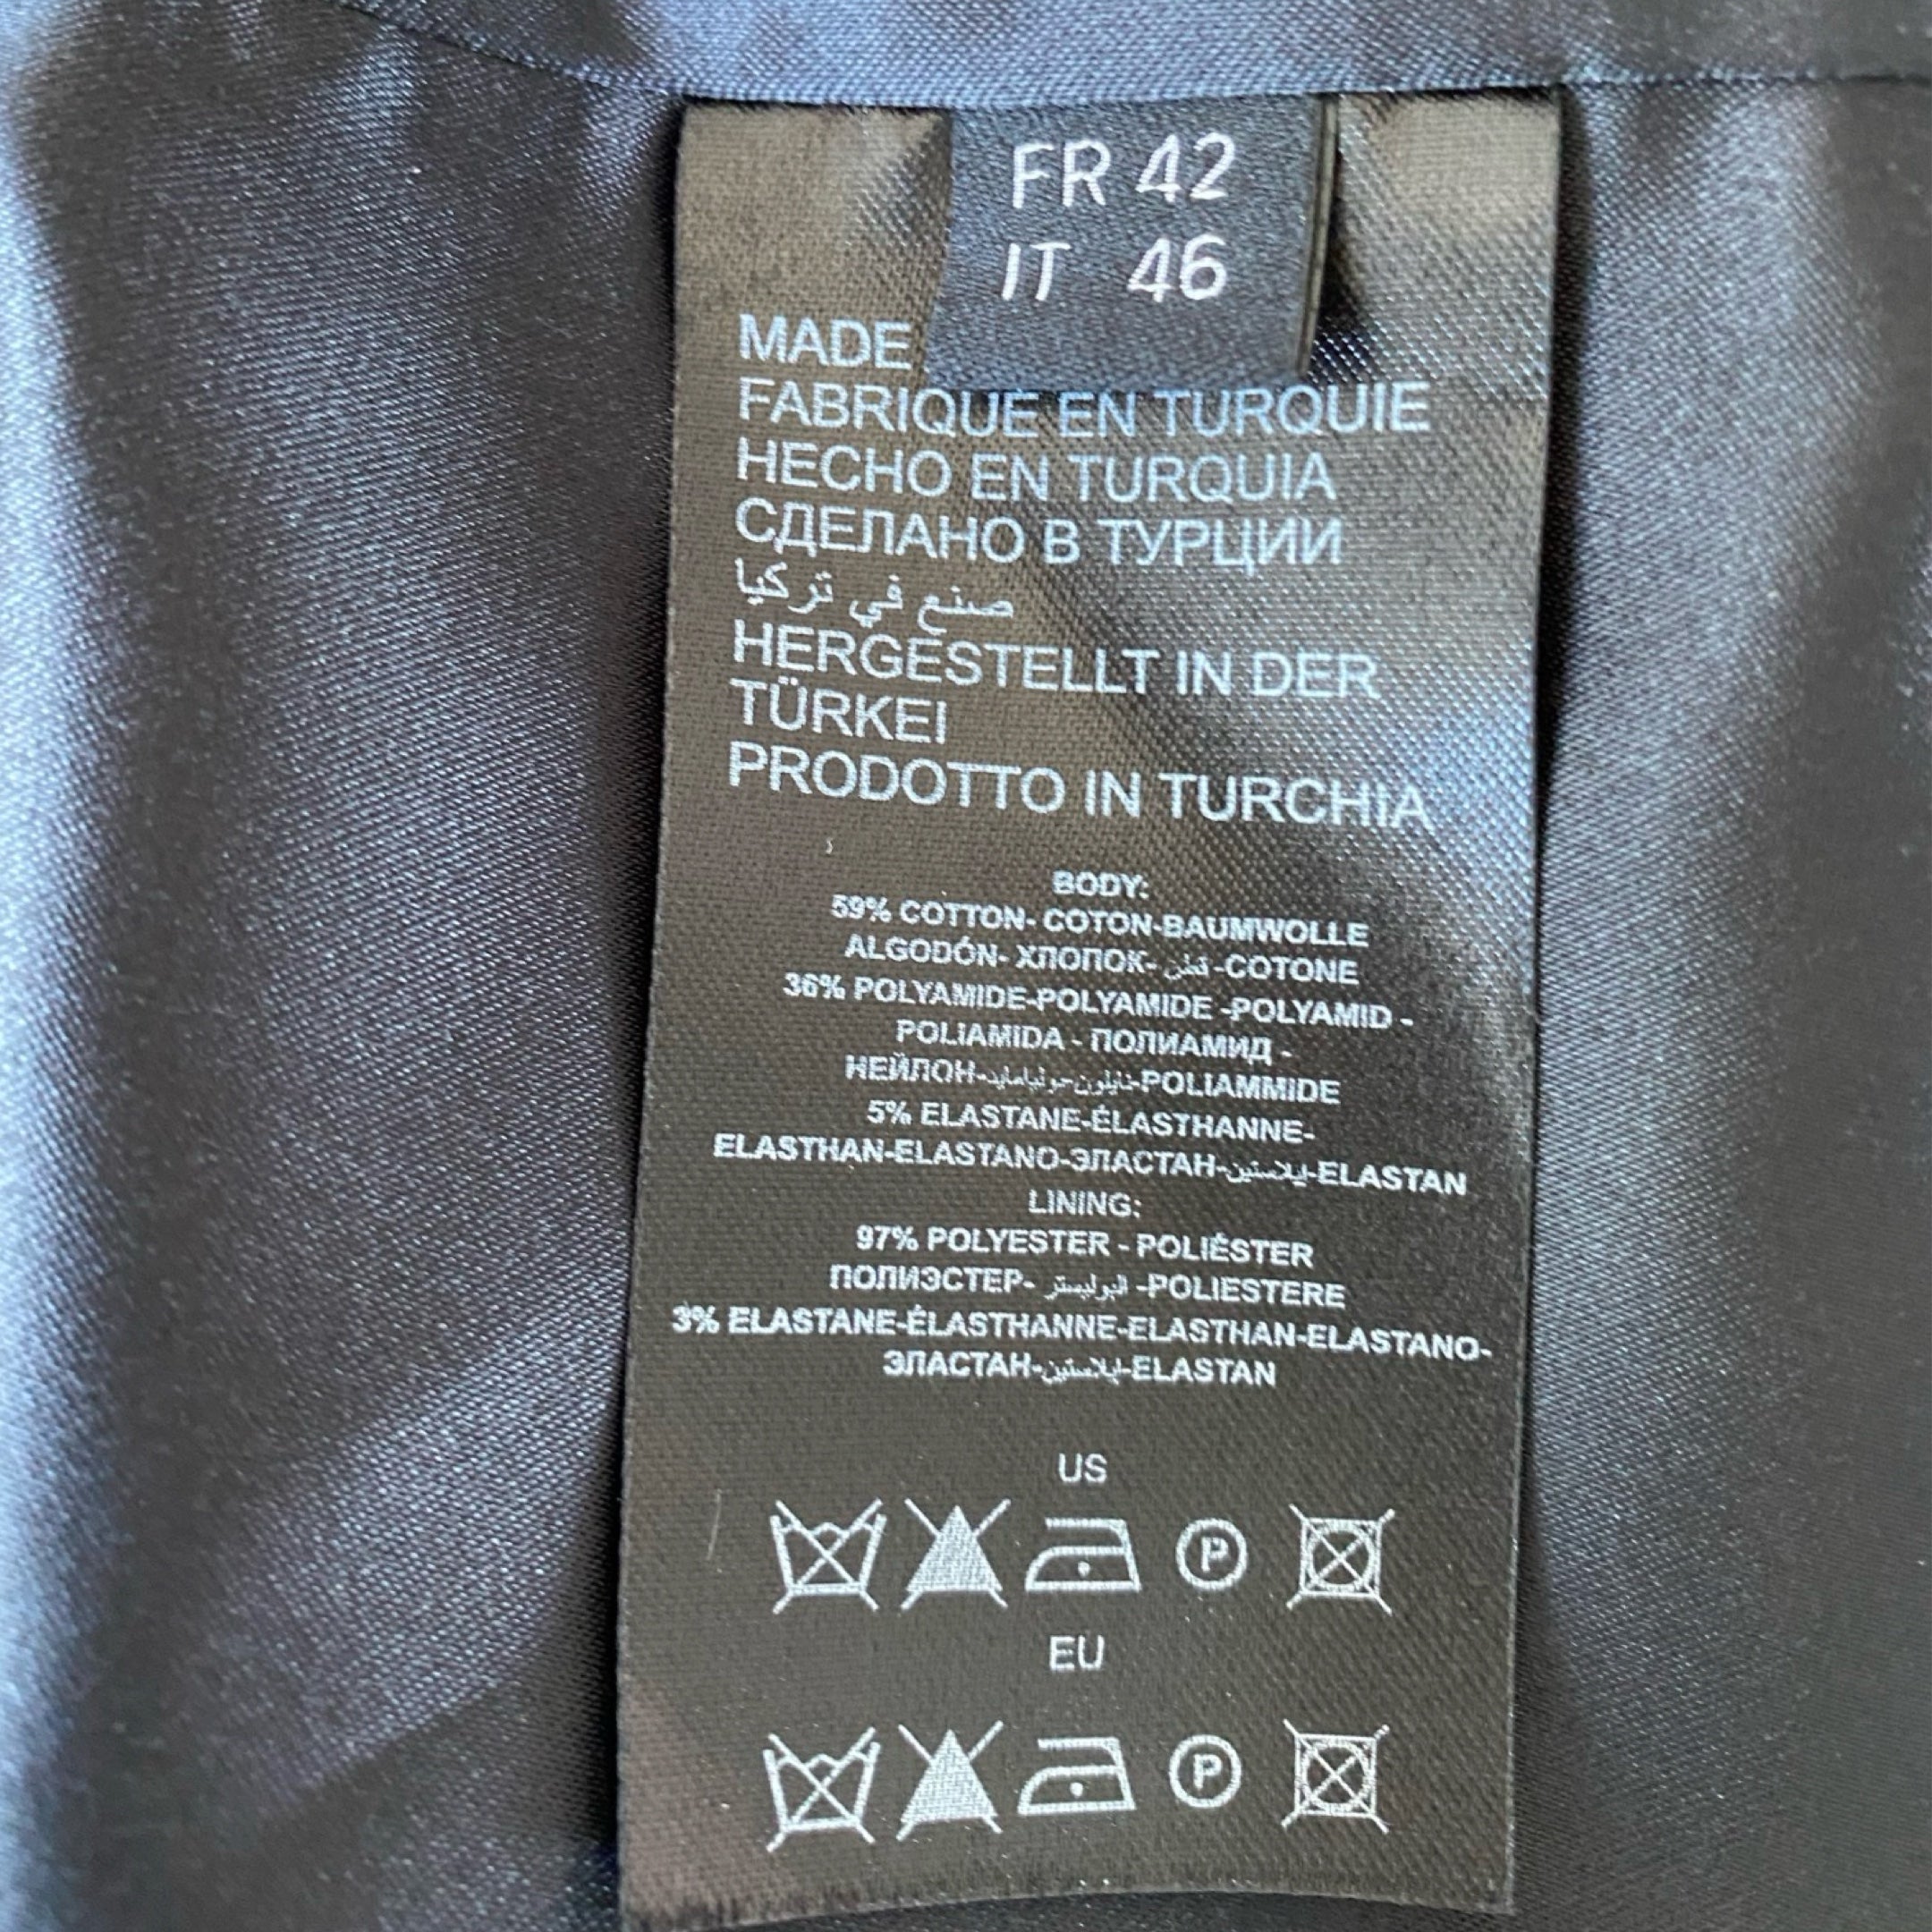 FR 42
IT 46
MADE
FABRIQUE EN TURQUIE
HECHO EN TURQUIA
СДЕЛАНО В ТУРЦИИ
صنع في تركيا
HERGESTELLT IN DER
TÜRKEI
PRODOTTO IN TURCHIA
BODY:
59% COTTON- COTON-BAUMWOLLE
ALGODÓN- ХЛОПОК- قطن -COTONE
36% POLYAMIDE-POLYAMIDE -POLYAMID -
POLIAMIDA - ПОЛИАМИД -
НЕЙЛОН- -POLIAMMIDE
5% ELASTANE-ÉLASTHANNE-
ELASTHAN-ELASTANO-ЭЛАСТАН-إيلاستين-ELASTAN
LINING:
97% POLYESTER - POLIÉSTER
ПОЛИЭСТЕР- البوليستر -POLIESTERE
3% ELASTANE-ÉLASTHANNE-ELASTHAN-ELASTANO-
ЭЛАСТАН-إيلاستين-ELASTAN
US
P
EU
P